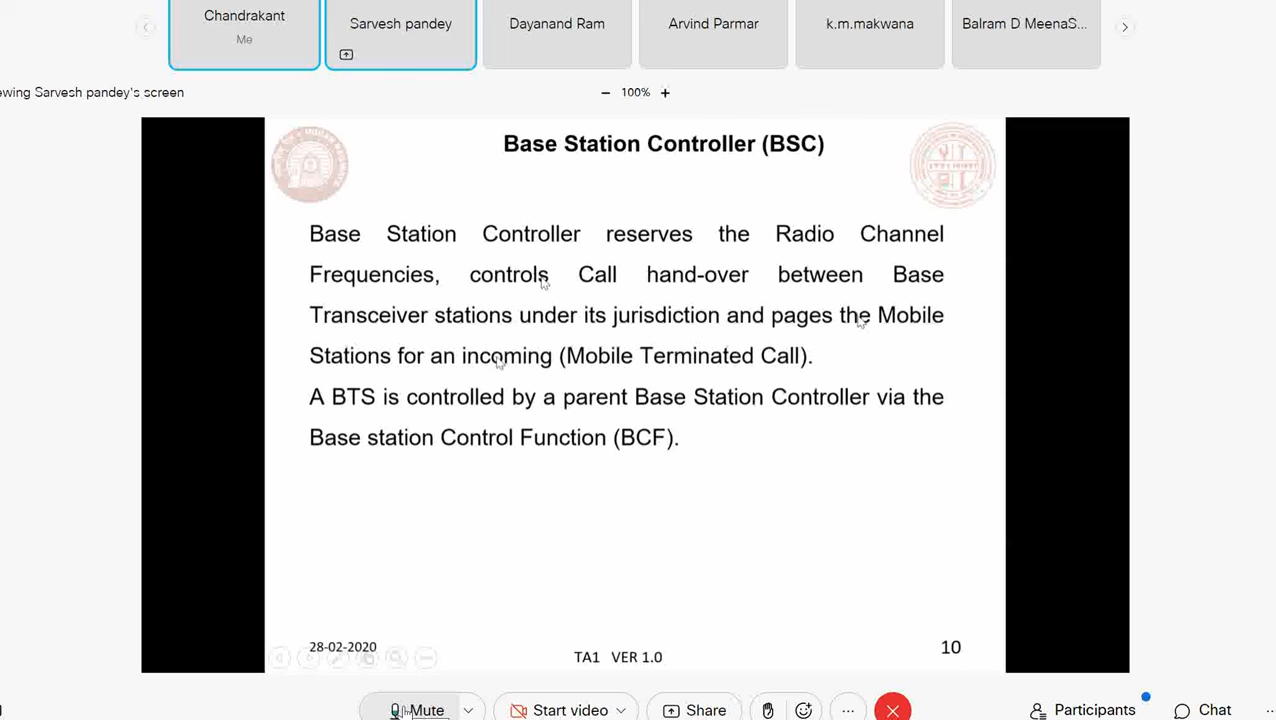 Chandrakant
Me
Sarvesh pandey
Dayanand Ram
Arvind Parmar
k.m.makwana
Balram D MeenaS...
ewing Sarvesh pandey's screen
100%
Base Station Controller (BSC)
Base Station Controller reserves the Radio Channel
Frequencies, controls Call hand-over between Base
Transceiver stations under its jurisdiction and pages the Mobile
Stations for an incoming (Mobile Terminated Call).
A BTS is controlled by a parent Base Station Controller via the
Base station Control Function (BCF).
28-02-2020
TA1 VER 1.0
10
Mute
Start video
Share
Participants
Chat